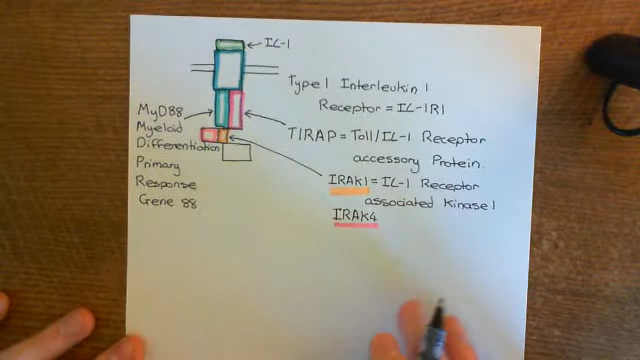 IL-1
Type 1 Interleukin 1
Receptor = IL-1R1
MyD88
Myeloid
Differentiation
Primary
Response
Gene 88
TIRAP = Toll/IL-1 Receptor
accessory Protein.
IRAK1 = IL-1 Receptor
associated Kinase 1
IRAK4